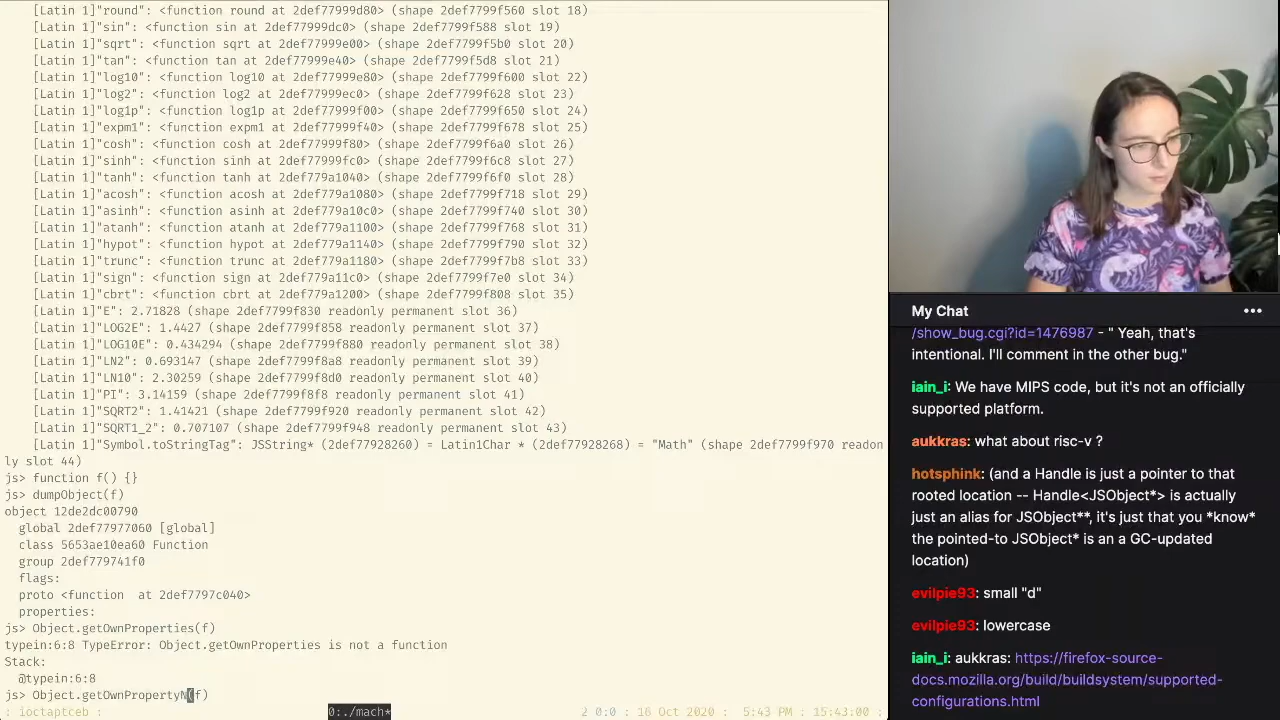 [Latin 1]"round": <function round at 2def77999d80> (shape 2def7799f560 slot 18)
[Latin 1]"sin": <function sin at 2def77999dc0> (shape 2def7799f588 slot 19)
[Latin 1]"sqrt": <function sqrt at 2def77999e00> (shape 2def7799f5b0 slot 20)
[Latin 1]"tan": <function tan at 2def77999e40> (shape 2def7799f5d8 slot 21)
[Latin 1]"log10": <function log10 at 2def77999e80> (shape 2def7799f600 slot 22)
[Latin 1]"log2": <function log2 at 2def77999ec0> (shape 2def7799f628 slot 23)
[Latin 1]"log1p": <function log1p at 2def77999f00> (shape 2def7799f650 slot 24)
[Latin 1]"expm1": <function expm1 at 2def77999f40> (shape 2def7799f678 slot 25)
[Latin 1]"cosh": <function cosh at 2def77999f80> (shape 2def7799f6a0 slot 26)
[Latin 1]"sinh": <function sinh at 2def77999fc0> (shape 2def7799f6c8 slot 27)
[Latin 1]"tanh": <function tanh at 2def779a1040> (shape 2def7799f6f0 slot 28)
[Latin 1]"acosh": <function acosh at 2def779a1080> (shape 2def7799f718 slot 29)
[Latin 1]"asinh": <function asinh at 2def779a10c0> (shape 2def7799f740 slot 30)
[Latin 1]"atanh": <function atanh at 2def779a1100> (shape 2def7799f768 slot 31)
[Latin 1]"hypot": <function hypot at 2def779a1140> (shape 2def7799f790 slot 32)
[Latin 1]"trunc": <function trunc at 2def779a1180> (shape 2def7799f7b8 slot 33)
[Latin 1]"sign": <function sign at 2def779a11c0> (shape 2def7799f7e0 slot 34)
[Latin 1]"cbrt": <function cbrt at 2def779a1200> (shape 2def7799f808 slot 35)
[Latin 1]"E": 2.71828 (shape 2def7799f830 readonly permanent slot 36)
[Latin 1]"LOG2E": 1.4427 (shape 2def7799f858 readonly permanent slot 37)
[Latin 1]"LOG10E": 0.434294 (shape 2def7799f880 readonly permanent slot 38)
[Latin 1]"LN2": 0.693147 (shape 2def7799f8a8 readonly permanent slot 39)
[Latin 1]"LN10": 2.30259 (shape 2def7799f8d0 readonly permanent slot 40)
[Latin 1]"PI": 3.14159 (shape 2def7799f8f8 readonly permanent slot 41)
[Latin 1]"SQRT2": 1.41421 (shape 2def7799f920 readonly permanent slot 42)
[Latin 1]"SQRT1_2": 0.707107 (shape 2def7799f948 readonly permanent slot 43)
[Latin 1]"Symbol.toStringTag": JSString* (2def77928260) = Latin1Char * (2def77928268) = "Math" (shape 2def7799f970 readon
ly slot 44)
js> function f() {}
js> dumpObject(f)
object 12de2dc00790
global 2def77977060 [global]
class 5653ae10ea60 Function
group 2def779741f0
flags:
proto <function  at 2def7797c040>
properties:
js> Object.getOwnProperties(f)
typein:6:8 TypeError: Object.getOwnProperties is not a function
Stack:
@typein:6:8
js> Object.getOwnPropertyN(f)
: ioctaptceb :
0:./mach*
2 0:0 : 16 Oct 2020 : 5:43 PM : 15:43:00 :
My Chat
/show_bug.cgi?id=1476987 - " Yeah, that's
intentional. I'll comment in the other bug."
iain_i: We have MIPS code, but it's not an officially
supported platform.
aukkras: what about risc-v ?
hotsphink: (and a Handle is just a pointer to that
rooted location -- Handle<JSObject*> is actually
just an alias for JSObject**, it's just that you *know*
the pointed-to JSObject* is an a GC-updated
location)
evilpie93: small "d"
evilpie93: lowercase
iain_i: aukkras: https://firefox-source-
docs.mozilla.org/build/buildsystem/supported-
configurations.html